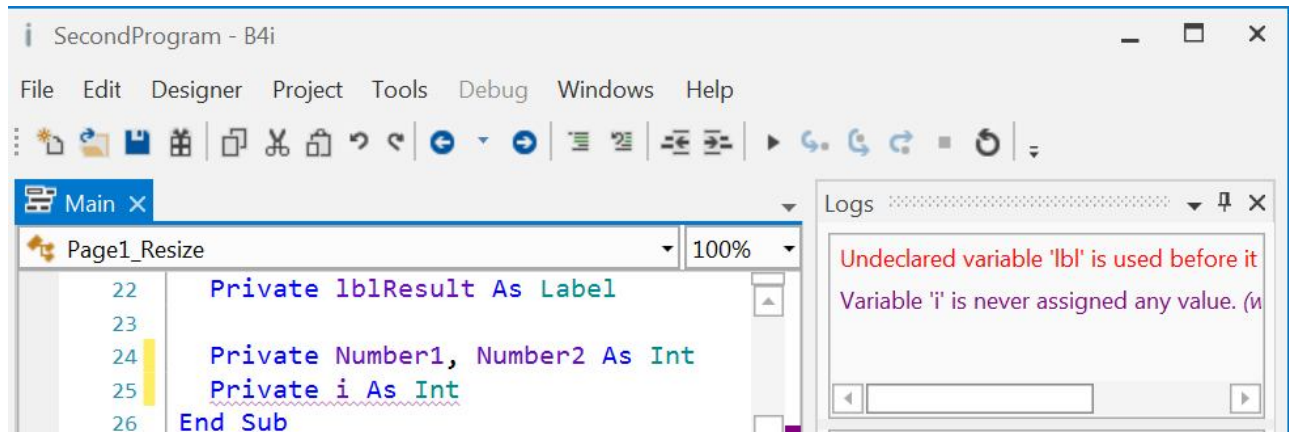 SecondProgram - B4i
File Edit Designer Project Tools Debug Windows Help
Main
Logs
Page1_Resize 100%
Undeclared variable 'lbl' is used before it
Variable 'i' is never assigned any value. (w
22 Private lblResult As Label
23
24 Private Number1, Number2 As Int
25 Private i As Int
26 End Sub